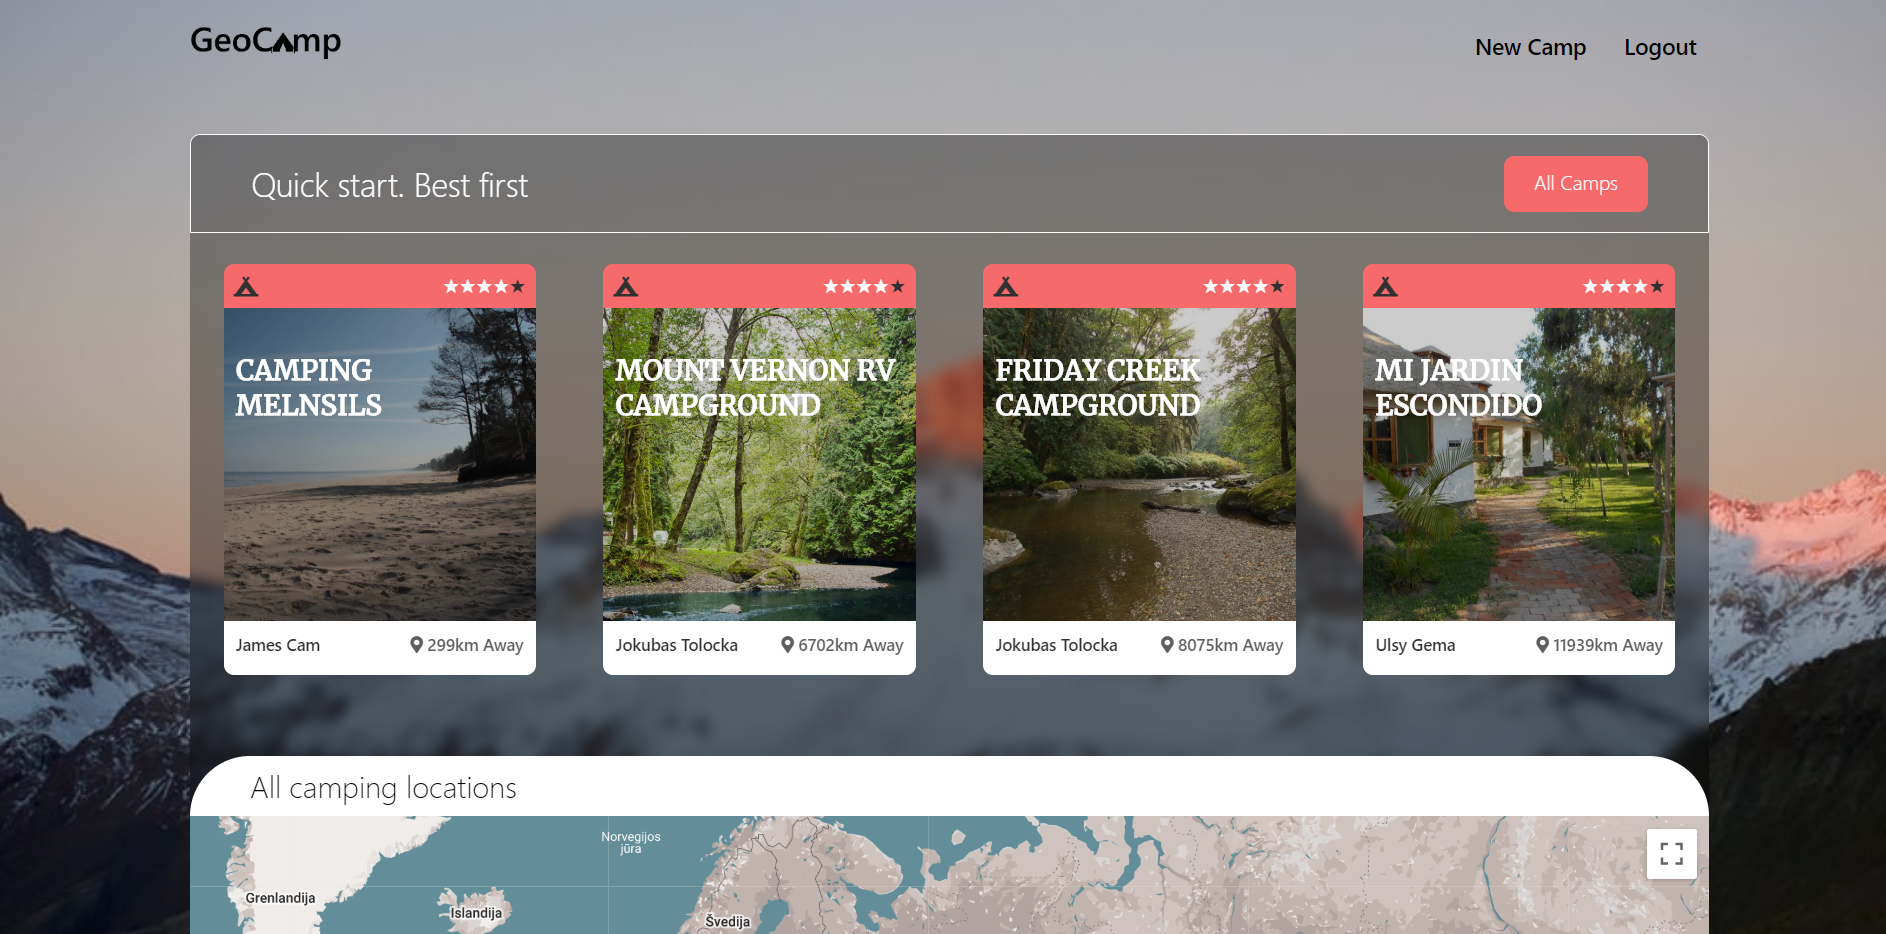 GeoCamp
New Camp
Logout
Quick start. Best first
All Camps
CAMPING
MELNSILS
James Cam
299km Away
MOUNT VERNON RV
CAMPGROUND
Jokubas Tolocka
6702km Away
FRIDAY CREEK
CAMPGROUND
Jokubas Tolocka
8075km Away
MI JARDIN
ESCONDIDO
Ulsy Gema
11939km Away
All camping locations
Norvegijos
jūra
Grenlandija
Islandija
Švedija